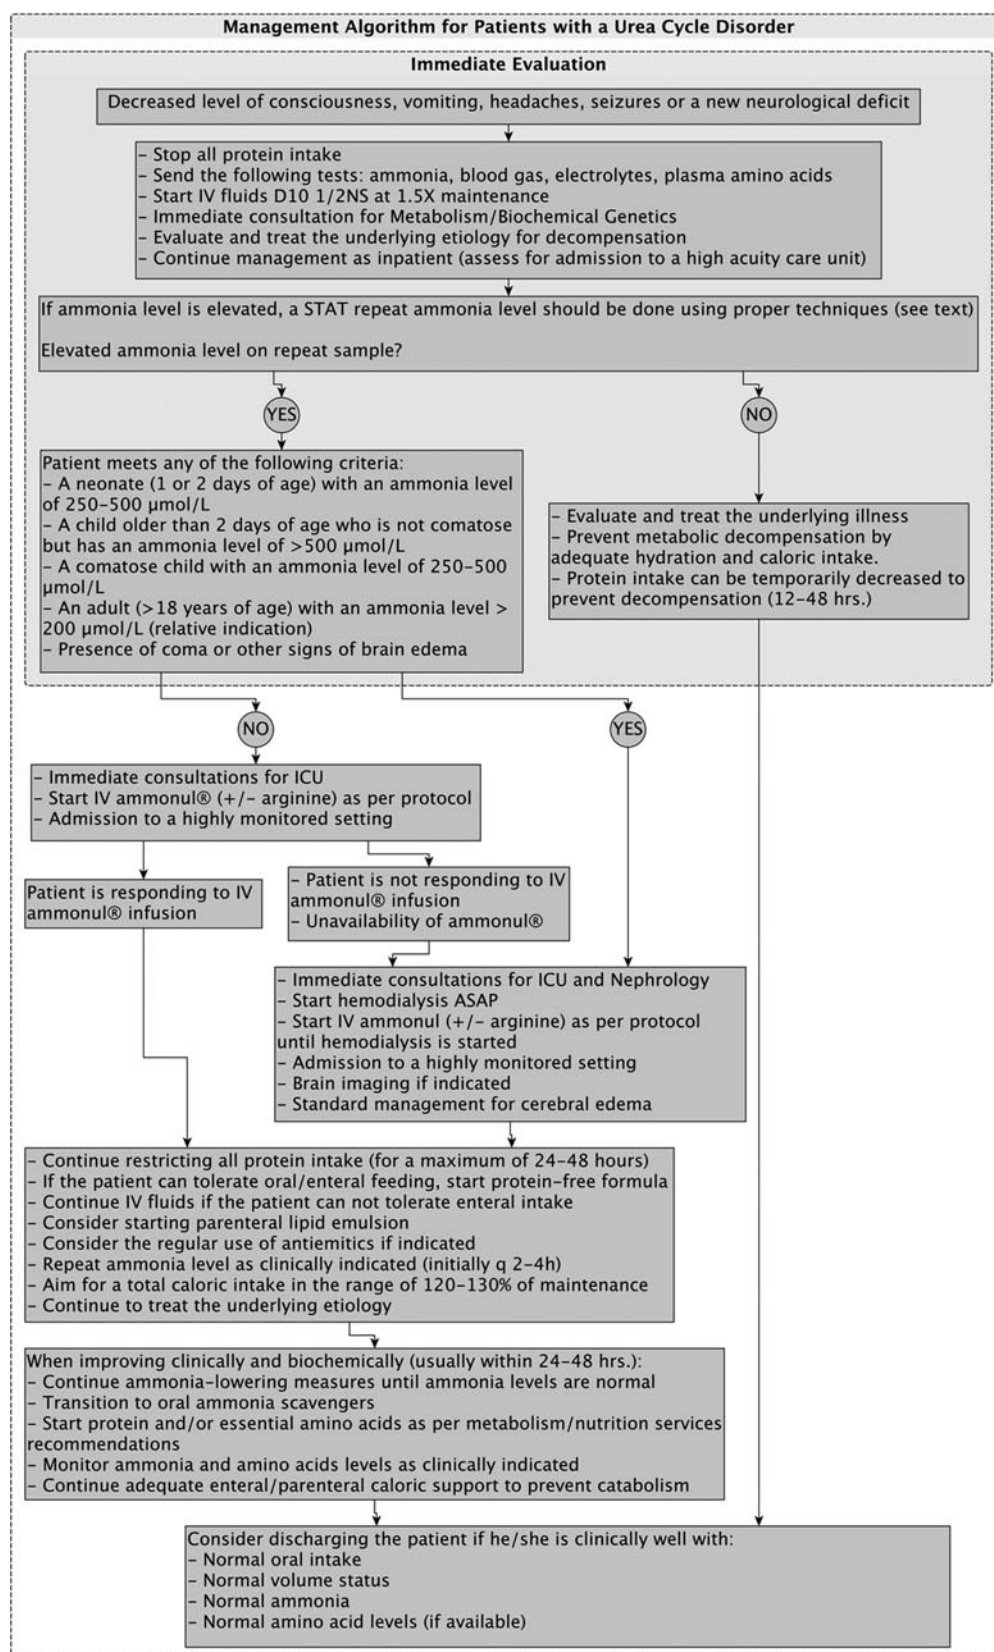 Management Algorithm for Patients with a Urea Cycle Disorder
Immediate Evaluation
Decreased level of consciousness, vomiting, headaches, seizures or a new neurological deficit
– Stop all protein intake
– Send the following tests: ammonia, blood gas, electrolytes, plasma amino acids
– Start IV fluids D10 1/2NS at 1.5X maintenance
– Immediate consultation for Metabolism/Biochemical Genetics
– Evaluate and treat the underlying etiology for decompensation
– Continue management as inpatient (assess for admission to a high acuity care unit)
If ammonia level is elevated, a STAT repeat ammonia level should be done using proper techniques (see text)
Elevated ammonia level on repeat sample?
YES
NO
Patient meets any of the following criteria:
– A neonate (1 or 2 days of age) with an ammonia level
of 250–500 µmol/L
– A child older than 2 days of age who is not comatose
but has an ammonia level of >500 µmol/L
– A comatose child with an ammonia level of 250–500
µmol/L
– An adult (>18 years of age) with an ammonia level >
200 µmol/L (relative indication)
– Presence of coma or other signs of brain edema
– Evaluate and treat the underlying illness
– Prevent metabolic decompensation by
adequate hydration and caloric intake.
– Protein intake can be temporarily decreased to
prevent decompensation (12–48 hrs.)
NO
YES
– Immediate consultations for ICU
– Start IV ammonul® (+/– arginine) as per protocol
– Admission to a highly monitored setting
Patient is responding to IV
ammonul® infusion
– Patient is not responding to IV
ammonul® infusion
– Unavailability of ammonul®
– Immediate consultations for ICU and Nephrology
– Start hemodialysis ASAP
– Start IV ammonul (+/– arginine) as per protocol
until hemodialysis is started
– Admission to a highly monitored setting
– Brain imaging if indicated
– Standard management for cerebral edema
– Continue restricting all protein intake (for a maximum of 24–48 hours)
– If the patient can tolerate oral/enteral feeding, start protein-free formula
– Continue IV fluids if the patient can not tolerate enteral intake
– Consider starting parenteral lipid emulsion
– Consider the regular use of antiemitics if indicated
– Repeat ammonia level as clinically indicated (initially q 2–4h)
– Aim for a total caloric intake in the range of 120–130% of maintenance
– Continue to treat the underlying etiology
When improving clinically and biochemically (usually within 24–48 hrs.):
– Continue ammonia-lowering measures until ammonia levels are normal
– Transition to oral ammonia scavengers
– Start protein and/or essential amino acids as per metabolism/nutrition services
recommendations
– Monitor ammonia and amino acids levels as clinically indicated
– Continue adequate enteral/parenteral caloric support to prevent catabolism
Consider discharging the patient if he/she is clinically well with:
– Normal oral intake
– Normal volume status
– Normal ammonia
– Normal amino acid levels (if available)